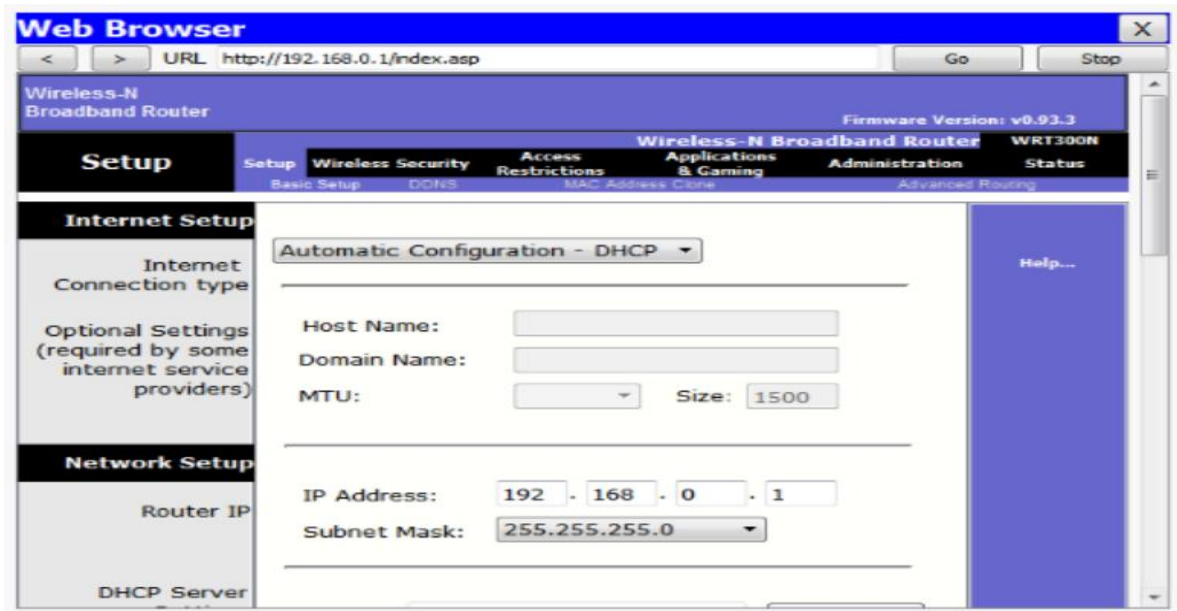 Web Browser X
< > URL http://192.168.0.1/index.asp Go Stop
Wireless-N
Broadband Router
Firmware Version: v0.93.3
Wireless-N Broadband Router WRT300N
Setup
Setup Wireless Security Access Restrictions Applications & Gaming Administration Status
Basic Setup DDNS MAC Address Clone Advanced Routing
Internet Setup
Automatic Configuration - DHCP
Internet
Connection type
Help...
Optional Settings
(required by some
internet service
providers)
Host Name:
Domain Name:
MTU: Size: 1500
Network Setup
Router IP
IP Address: 192 . 168 . 0 . 1
Subnet Mask: 255.255.255.0
DHCP Server